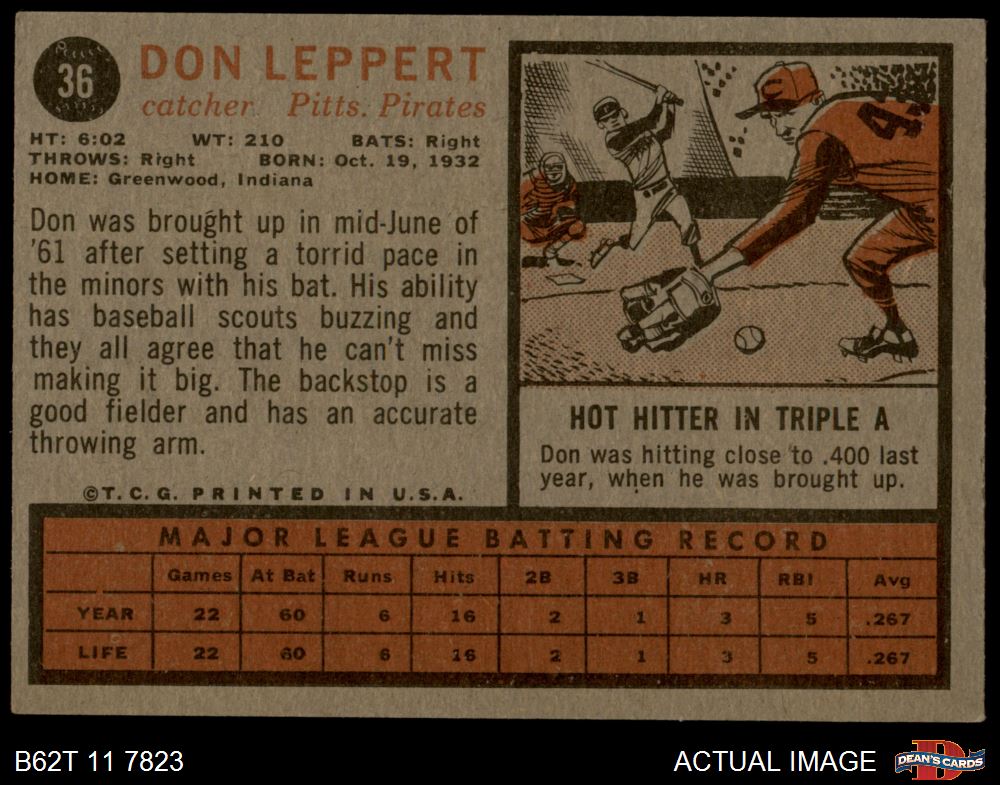 36
DON LEPPERT
catcher Pitts. Pirates
HT: 6:02 WT: 210 BATS: Right
THROWS: Right BORN: Oct. 19, 1932
HOME: Greenwood, Indiana
Don was brought up in mid-June of
'61 after setting a torrid pace in
the minors with his bat. His ability
has baseball scouts buzzing and
they all agree that he can't miss
making it big. The backstop is a
good fielder and has an accurate
throwing arm.
©T.C.G. PRINTED IN U.S.A.
HOT HITTER IN TRIPLE A
Don was hitting close to .400 last
year, when he was brought up.
MAJOR LEAGUE BATTING RECORD
Games At Bat Runs Hits 2B 3B HR RBI Avg
YEAR 22 60 6 16 2 1 3 5 .267
LIFE 22 60 6 16 2 1 3 5 .267
B62T 11 7823
ACTUAL IMAGE
DEAN'S CARDS